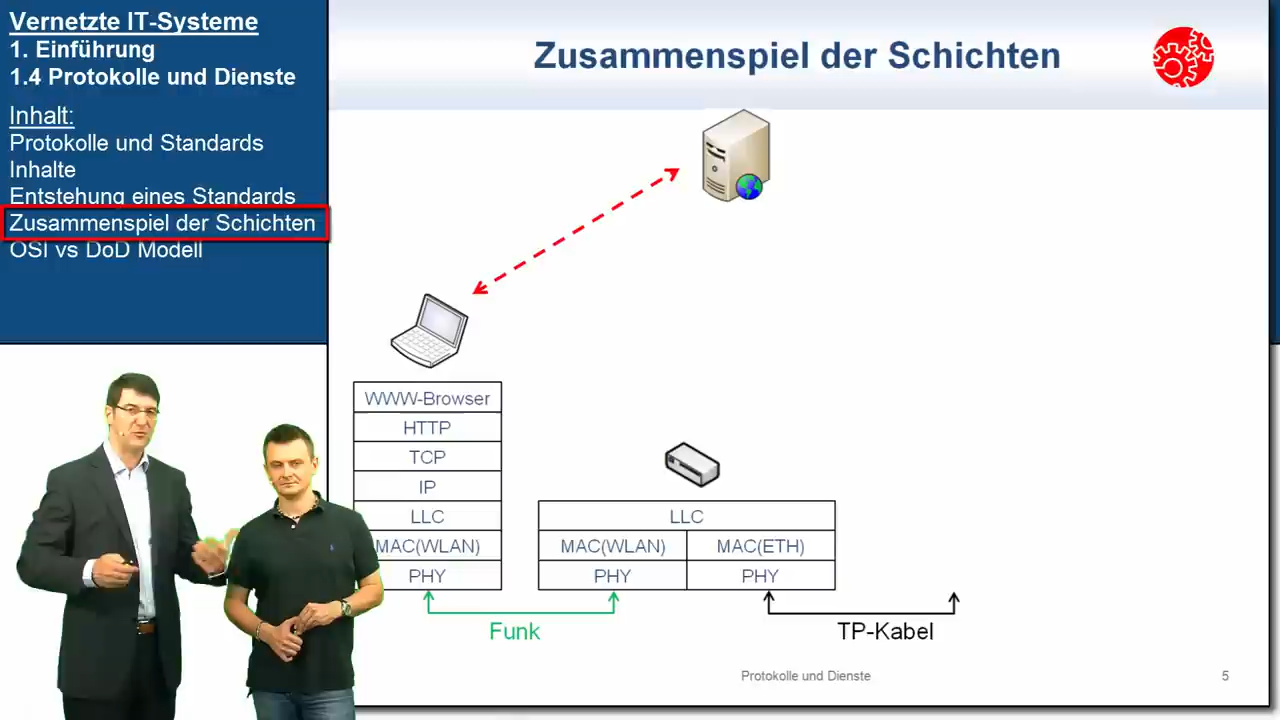 Vernetzte IT-Systeme
1. Einführung
1.4 Protokolle und Dienste
Inhalt:
Protokolle und Standards
Inhalte
Entstehung eines Standards
Zusammenspiel der Schichten
OSI vs DoD Modell
Zusammenspiel der Schichten
WWW-Browser
HTTP
TCP
IP
LLC
MAC(WLAN)
PHY
LLC
MAC(WLAN) MAC(ETH)
PHY PHY
Funk
TP-Kabel
Protokolle und Dienste
5